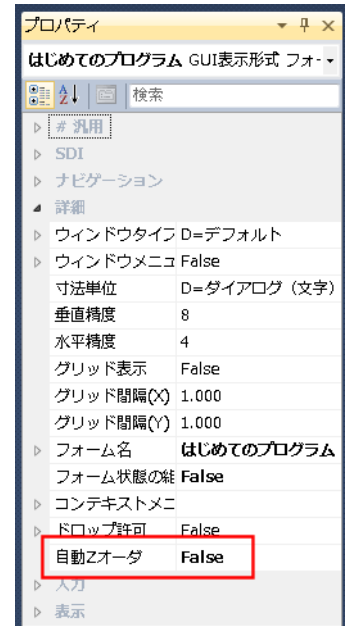 プロパティ
はじめてのプログラム GUI表示形式 フォ-
検索
# 汎用
SDI
ナビゲーション
詳細
ウィンドウタイプ D=デフォルト
ウィンドウメニュ False
寸法単位 D=ダイアログ (文字)
垂直精度 8
水平精度 4
グリッド表示 False
グリッド間隔(X) 1.000
グリッド間隔(Y) 1.000
フォーム名 はじめてのプログラム
フォーム状態の継 False
コンテキストメニ
ドロップ許可 False
自動Zオーダ False
入力
表示